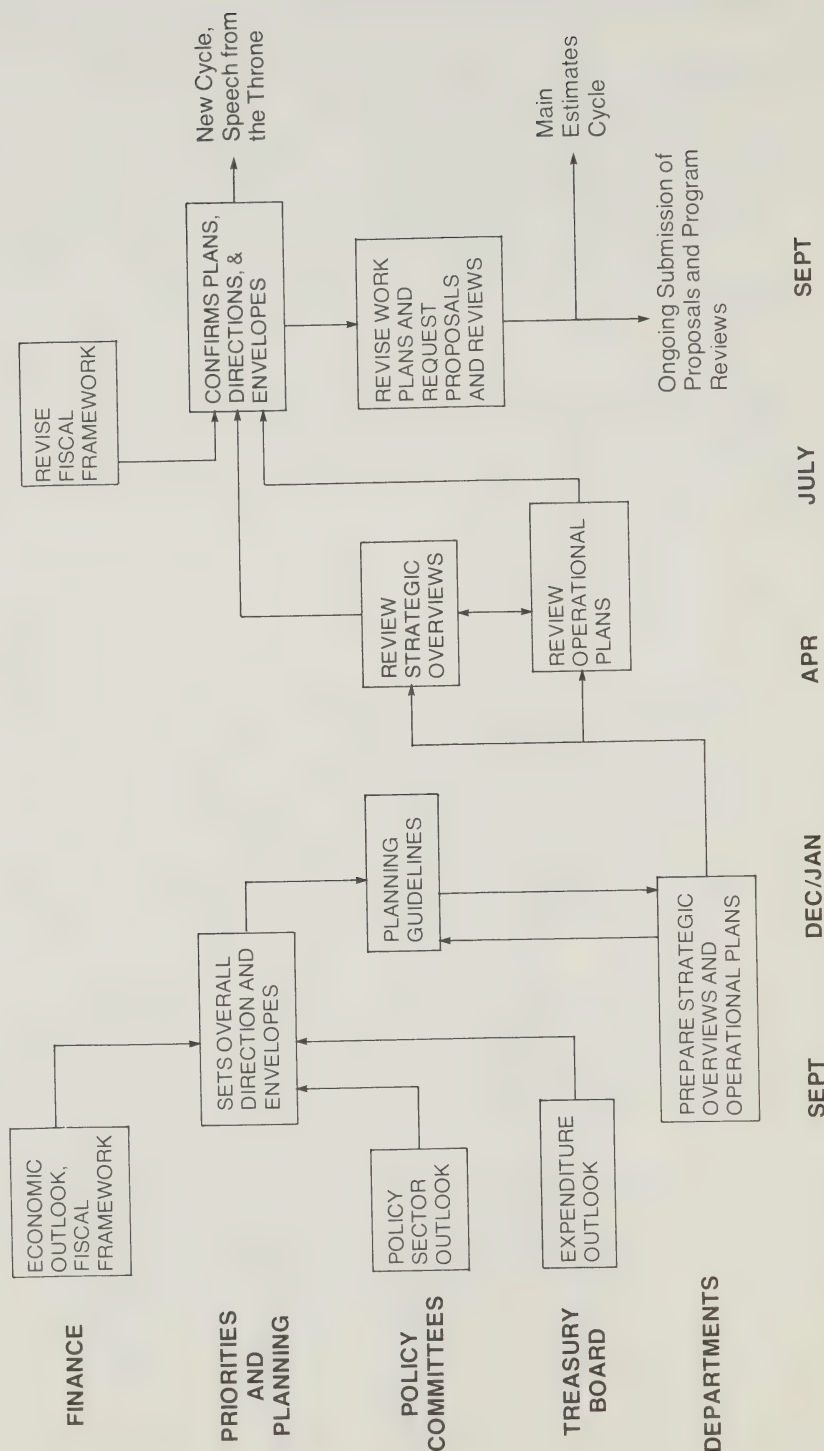 FINANCE
ECONOMIC
OUTLOOK,
FISCAL
FRAMEWORK
REVISE
FISCAL
FRAMEWORK
PRIORITIES
AND
PLANNING
SETS OVERALL
DIRECTION AND
ENVELOPES
CONFIRMS PLANS,
DIRECTIONS, &
ENVELOPES
New Cycle,
Speech from
the Throne
POLICY
COMMITTEES
POLICY
SECTOR
OUTLOOK
PLANNING
GUIDELINES
REVIEW
STRATEGIC
OVERVIEWS
REVISE WORK
PLANS AND
REQUEST
PROPOSALS
AND REVIEWS
Main
Estimates
Cycle
TREASURY
BOARD
EXPENDITURE
OUTLOOK
REVIEW
OPERATIONAL
PLANS
Ongoing Submission of
Proposals and Program
Reviews
DEPARTMENTS
PREPARE STRATEGIC
OVERVIEWS AND
OPERATIONAL PLANS
SEPT
DEC/JAN
APR
JULY
SEPT